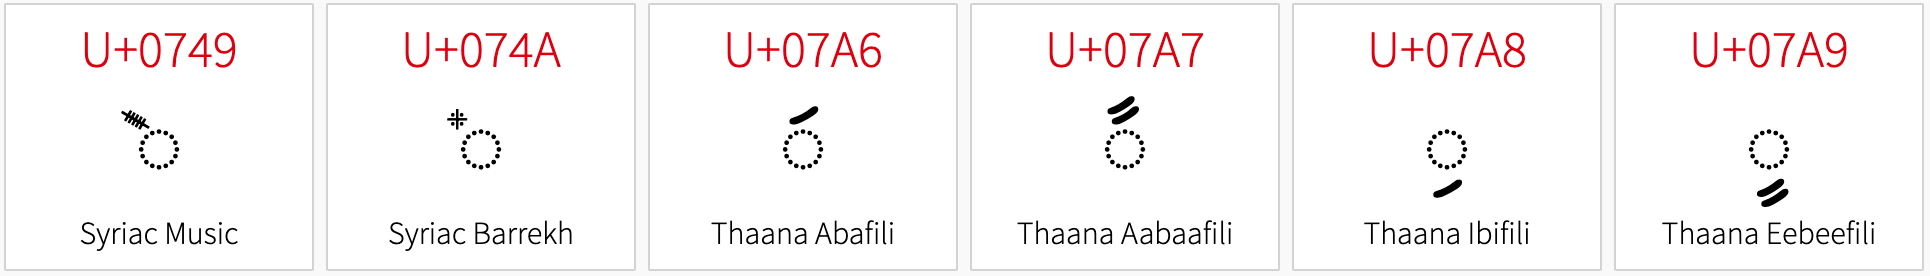 U+0749 U+074A U+07A6 U+07A7 U+07A8 U+07A9
◌݉ ◌݊ ◌ަ ◌ާ ◌ި ◌ީ
Syriac Music Syriac Barrekh Thaana Abafili Thaana Aabaafili Thaana Ibifili Thaana Eebeefili